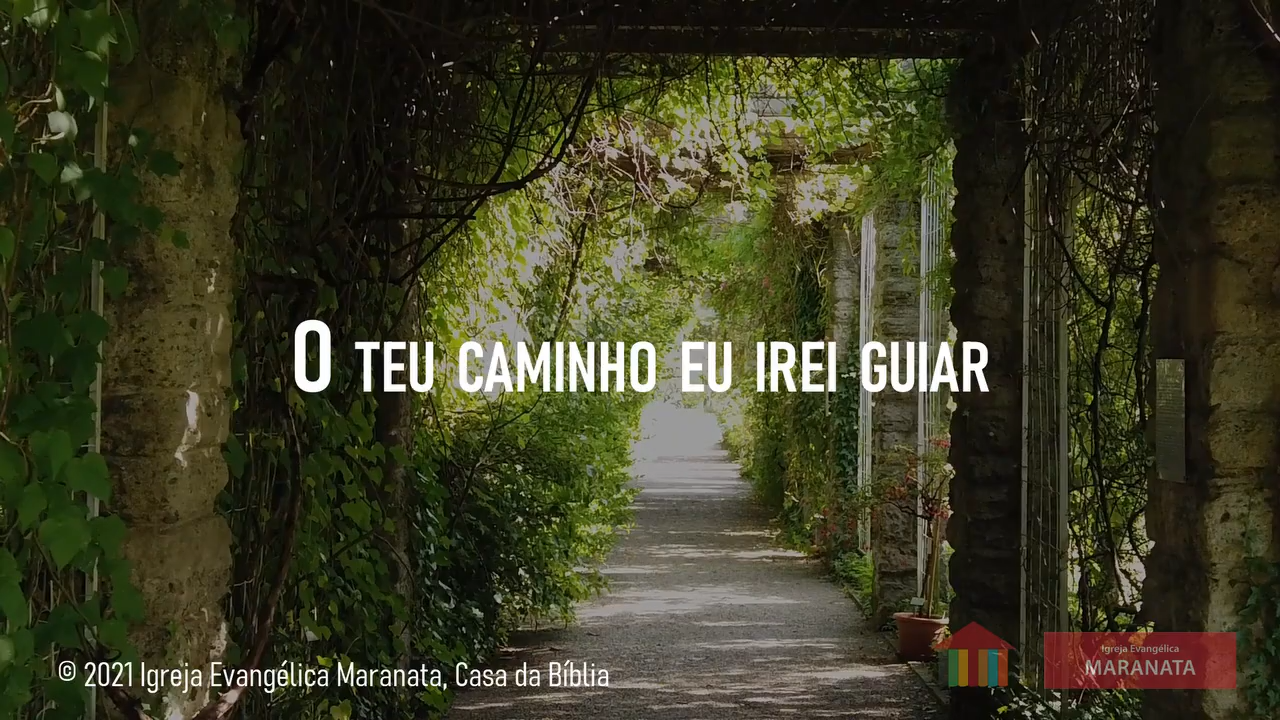 O TEU CAMINHO EU IREI GUIAR
© 2021 Igreja Evangélica Maranata, Casa da Bíblia
Igreja Evangélica
MARANATA